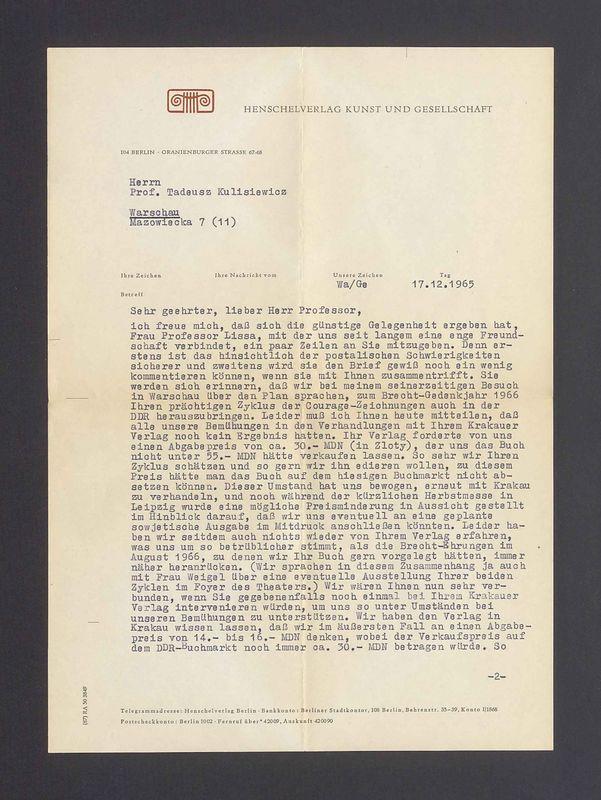 HENSCHELVERLAG KUNST UND GESELLSCHAFT
104 BERLIN · ORANIENBURGER STRASSE 67-68
Herrn
Prof. Tadeusz Kulisiewicz
Warschau
Mazowiecka 7 (11)
Ihre Zeichen Ihre Nachricht vom Unsere Zeichen Tag
Wa/Ge 17.12.1965
Betreff
Sehr geehrter, lieber Herr Professor,
ich freue mich, daß sich die günstige Gelegenheit ergeben hat,
Frau Professor Lissa, mit der uns seit langem eine enge Freund-
schaft verbindet, ein paar Zeilen an Sie mitzugeben. Denn er-
stens ist das hinsichtlich der postalischen Schwierigkeiten
sicherer und zweitens wird sie den Brief gewiß noch ein wenig
kommentieren können, wenn sie mit Ihnen zusammentrifft. Sie
werden sich erinnern, daß wir bei meinem seinerzeitigen Besuch
in Warschau über den Plan sprachen, zum Brecht-Gedenkjahr 1966
Ihren prächtigen Zyklus der Courage-Zeichnungen auch in der
DDR herauszubringen. Leider muß ich Ihnen heute mitteilen, daß
alle unsere Bemühungen in den Verhandlungen mit Ihrem Krakauer
Verlag noch kein Ergebnis hatten. Ihr Verlag forderte von uns
einen Abgabepreis von ca. 30.- MDN (in Zloty), der uns das Buch
nicht unter 55.- MDN hätte verkaufen lassen. So sehr wir Ihren
Zyklus schätzen und so gern wir ihn edieren wollen, zu diesem
Preis hätte man das Buch auf dem hiesigen Buchmarkt nicht ab-
setzen können. Dieser Umstand hat uns bewogen, erneut mit Krakau
zu verhandeln, und noch während der kürzlichen Herbstmesse in
Leipzig wurde eine mögliche Preisminderung in Aussicht gestellt
im Hinblick darauf, daß wir uns eventuell an eine geplante
sowjetische Ausgabe im Mitdruck anschließen könnten. Leider ha-
ben wir seitdem auch nichts wieder von Ihrem Verlag erfahren,
was uns um so betrüblicher stimmt, als die Brecht-Ehrungen im
August 1966, zu denen wir Ihr Buch gern vorgelegt hätten, immer
näher heranrücken. (Wir sprachen in diesem Zusammenhang ja auch
mit Frau Weigel über eine eventuelle Ausstellung Ihrer beiden
Zyklen im Foyer des Theaters.) Wir wären Ihnen nun sehr ver-
bunden, wenn Sie gegebenenfalls noch einmal bei Ihrem Krakauer
Verlag intervenieren würden, um uns so unter Umständen bei
unseren Bemühungen zu unterstützen. Wir haben den Verlag in
Krakau wissen lassen, daß wir im äußersten Fall an einen Abgabe-
preis von 14.- bis 16.- MDN denken, wobei der Verkaufspreis auf
dem DDR-Buchmarkt noch immer ca. 30.- MDN betragen würde. So
-2-
Telegrammadresse: Henschelverlag Berlin · Bankkonto: Berliner Stadtkontor, 108 Berlin, Behrenstr. 35-39, Konto 1/1868
Postscheckkonto: Berlin 1002 · Fernruf über* 42009, Auskunft 420090